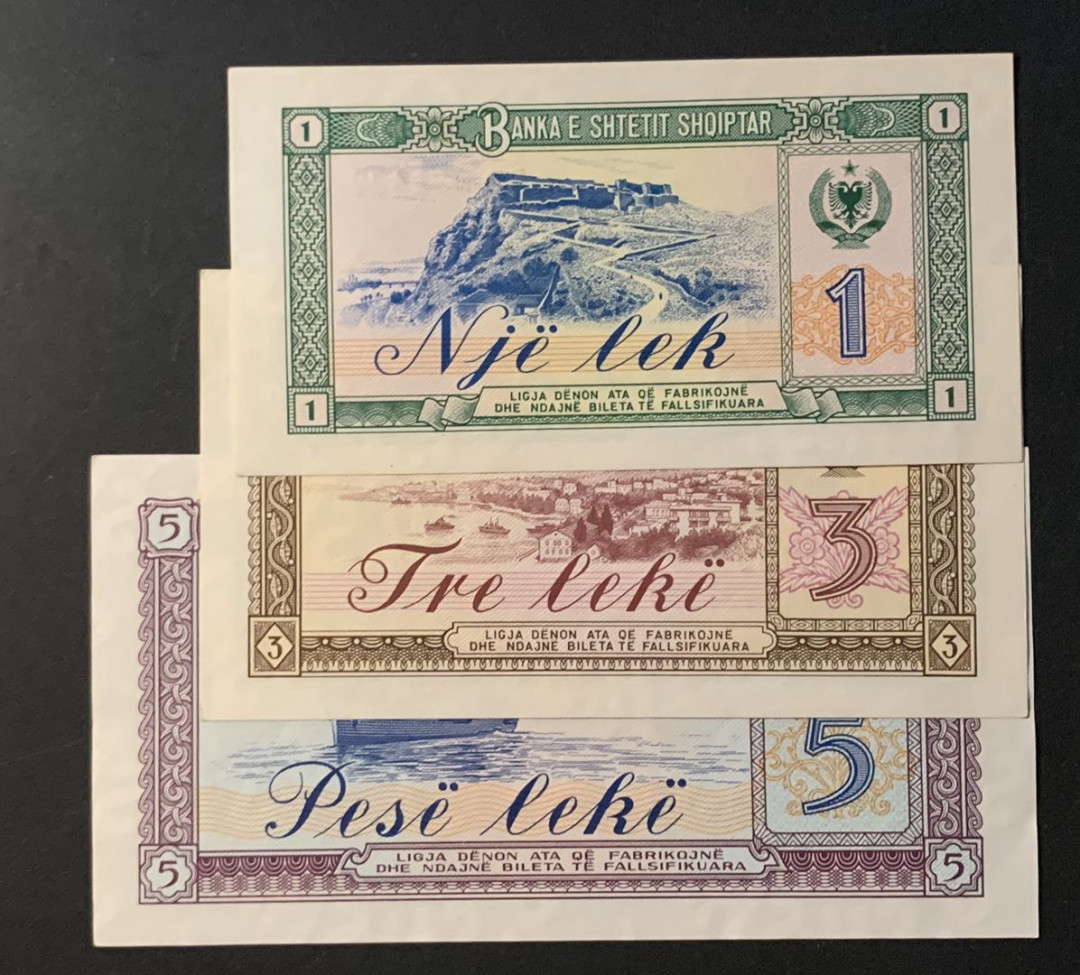 1 BANKA E SHTETIT SHQIPTAR 1
1
Një lek
LIGJA DËNON ATA QË FABRIKOJNË
DHE NDAJNË BILETA TË FALLSIFIKUARA
1 1
3
Tre lekë
LIGJA DËNON ATA QË FABRIKOJNË
DHE NDAJNË BILETA TË FALLSIFIKUARA
3 3
5
5
Pesë lekë
LIGJA DËNON ATA QË FABRIKOJNË
DHE NDAJNË BILETA TË FALLSIFIKUARA
5 5